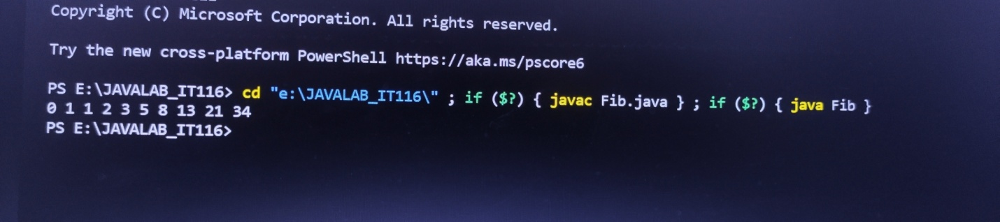 Copyright (C) Microsoft Corporation. All rights reserved.
Try the new cross-platform PowerShell https://aka.ms/pscore6
PS E:\JAVALAB_IT116> cd "e:\JAVALAB_IT116\" ; if ($?) { javac Fib.java } ; if ($?) { java Fib }
0 1 1 2 3 5 8 13 21 34
PS E:\JAVALAB_IT116>